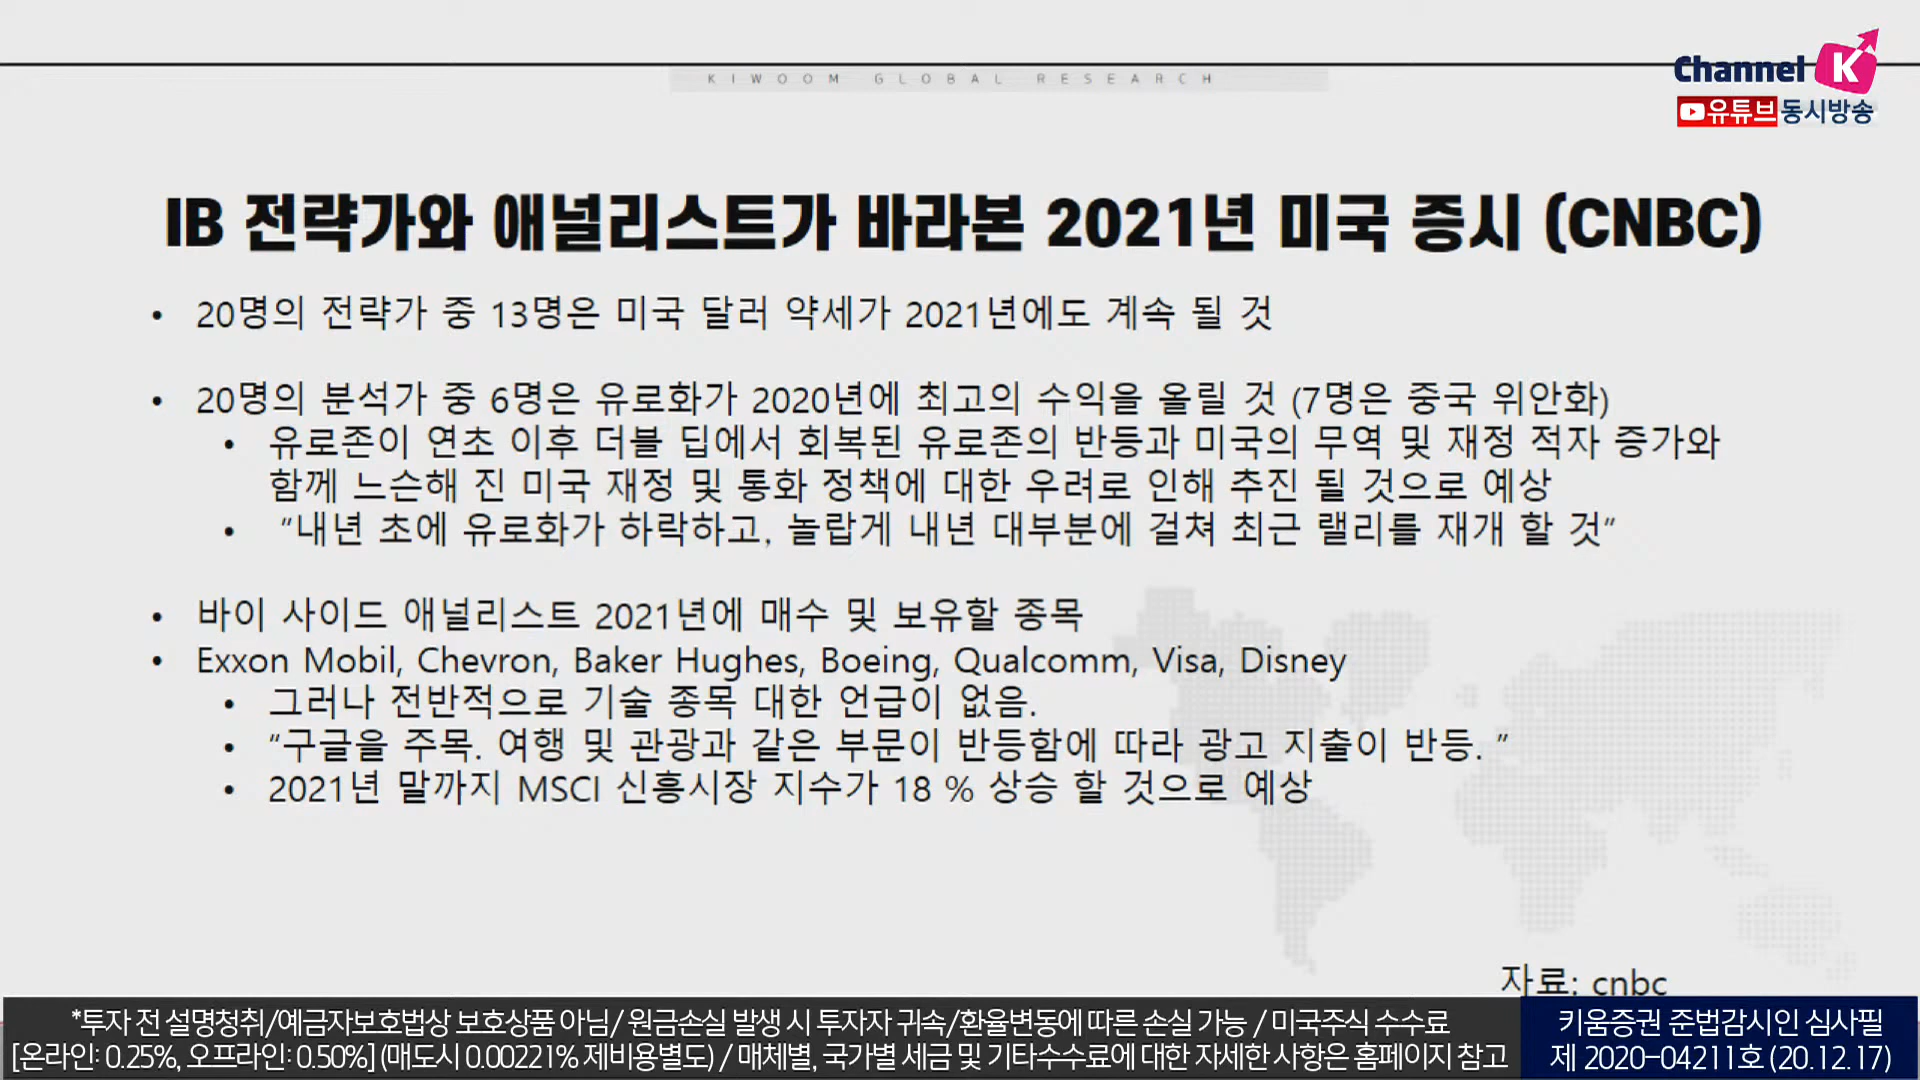 KIWOOM GLOBAL RESEARCH
Channel K
유튜브 동시방송
IB 전략가와 애널리스트가 바라본 2021년 미국 증시 (CNBC)
• 20명의 전략가 중 13명은 미국 달러 약세가 2021년에도 계속 될 것
• 20명의 분석가 중 6명은 유로화가 2020년에 최고의 수익을 올릴 것 (7명은 중국 위안화)
• 유로존이 연초 이후 더블 딥에서 회복된 유로존의 반등과 미국의 무역 및 재정 적자 증가와
함께 느슨해 진 미국 재정 및 통화 정책에 대한 우려로 인해 추진 될 것으로 예상
• "내년 초에 유로화가 하락하고, 놀랍게 내년 대부분에 걸쳐 최근 랠리를 재개 할 것"
• 바이 사이드 애널리스트 2021년에 매수 및 보유할 종목
• Exxon Mobil, Chevron, Baker Hughes, Boeing, Qualcomm, Visa, Disney
• 그러나 전반적으로 기술 종목 대한 언급이 없음.
• "구글을 주목. 여행 및 관광과 같은 부문이 반등함에 따라 광고 지출이 반등. "
• 2021년 말까지 MSCI 신흥시장 지수가 18 % 상승 할 것으로 예상
자료: cnbc
*투자 전 설명청취/예금자보호법상 보호상품 아님/ 원금손실 발생 시 투자자 귀속/환율변동에 따른 손실 가능 / 미국주식 수수료
[온라인: 0.25%, 오프라인: 0.50%] (매도시 0.00221% 제비용별도) / 매체별, 국가별 세금 및 기타수수료에 대한 자세한 사항은 홈페이지 참고
키움증권 준법감시인 심사필
제 2020-04211호 (20.12.17)